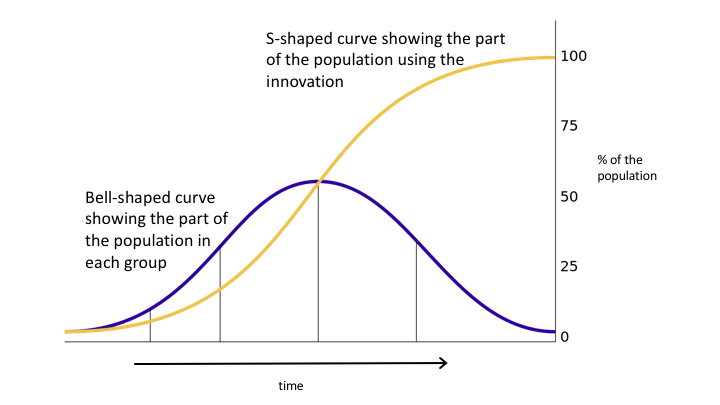 S-shaped curve showing the part
of the population using the
innovation
100
75
% of the
population
Bell-shaped curve
showing the part of
the population in
each group
50
25
0
time